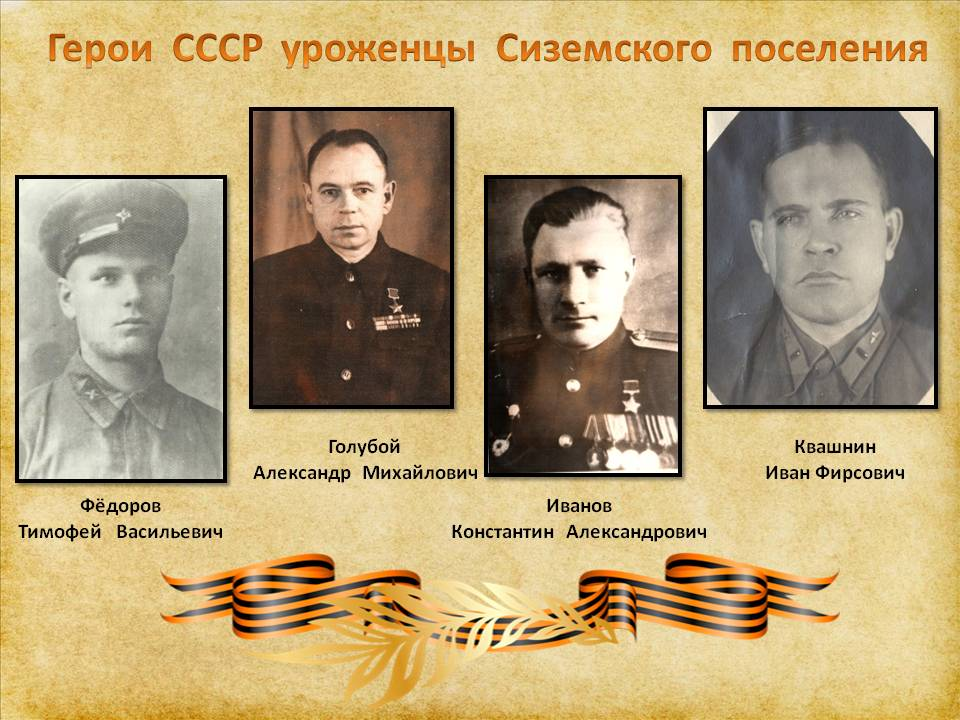 Герои СССР уроженцы Сиземского поселения
Фёдоров
Тимофей Васильевич
Голубой
Александр Михайлович
Иванов
Константин Александрович
Квашнин
Иван Фирсович